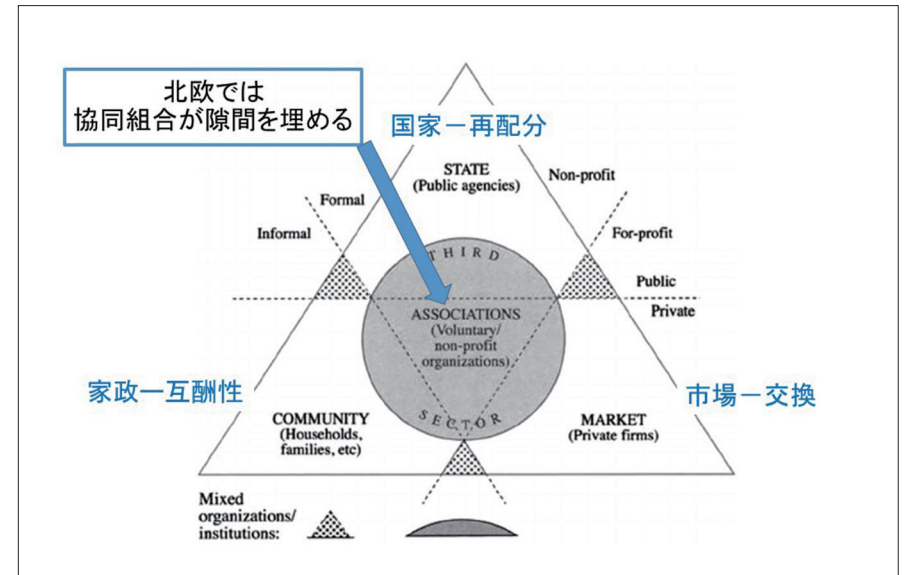 北欧では
協同組合が隙間を埋める
国家－再配分
STATE
(Public agencies)
Non-profit
Formal
Informal
For-profit
THIRD
Public
Private
ASSOCIATIONS
(Voluntary/
non-profit
organizations)
家政－互酬性
市場－交換
SECTOR
COMMUNITY
(Households,
families, etc)
MARKET
(Private firms)
Mixed
organizations/
institutions: